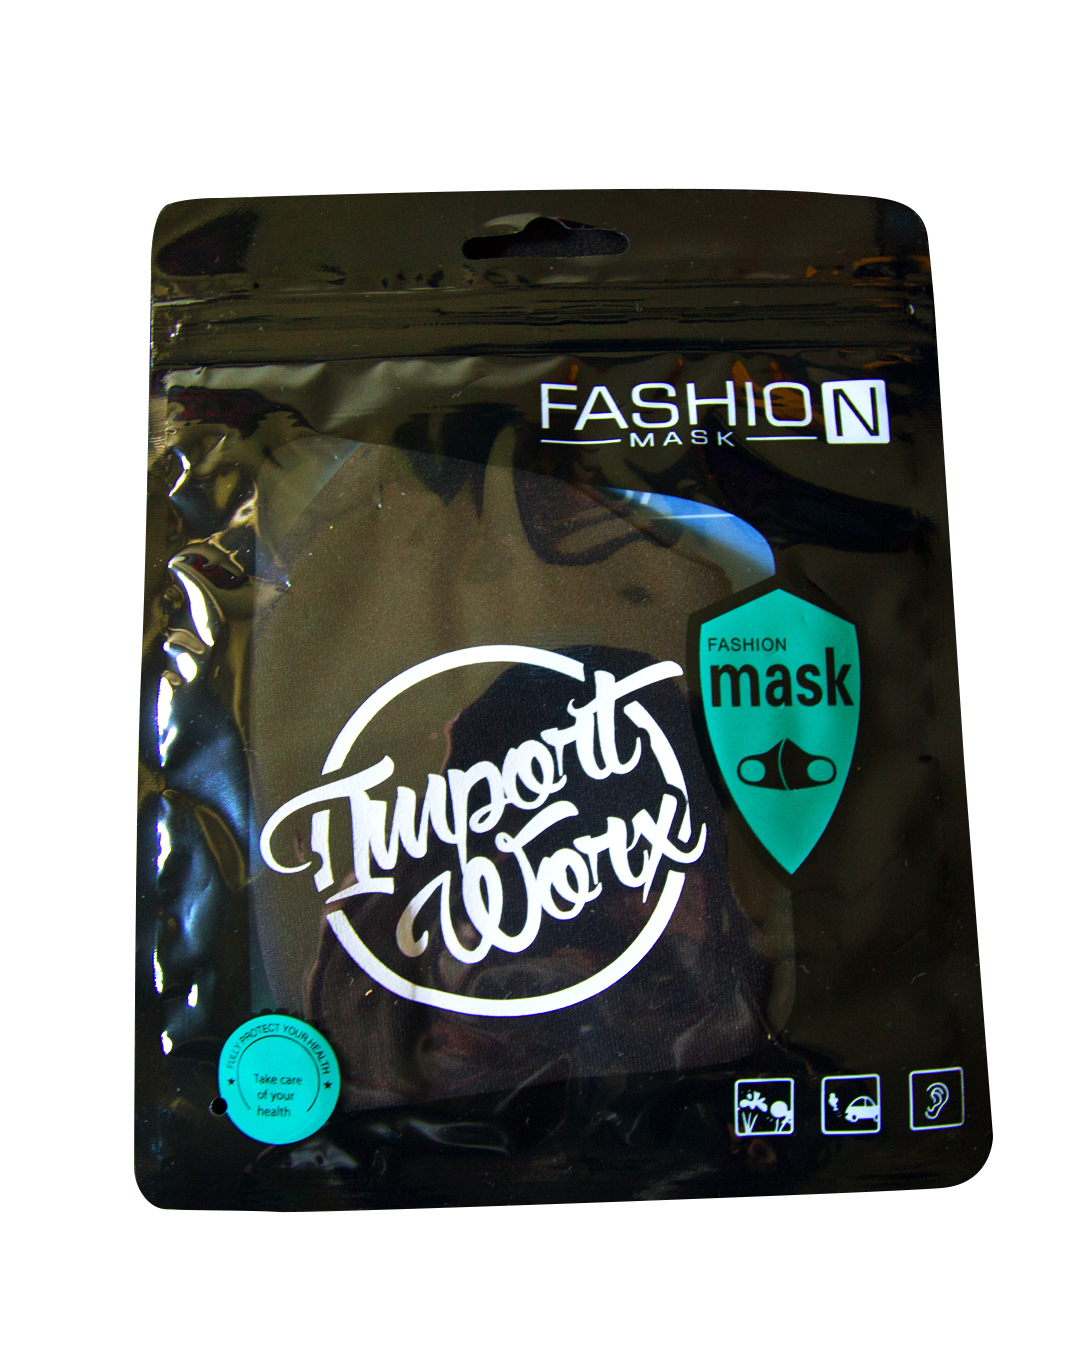 FASHION
MASK
FASHION
mask
Import
Worx
FULLY PROTECT YOUR HEALTH
Take care
of your
health